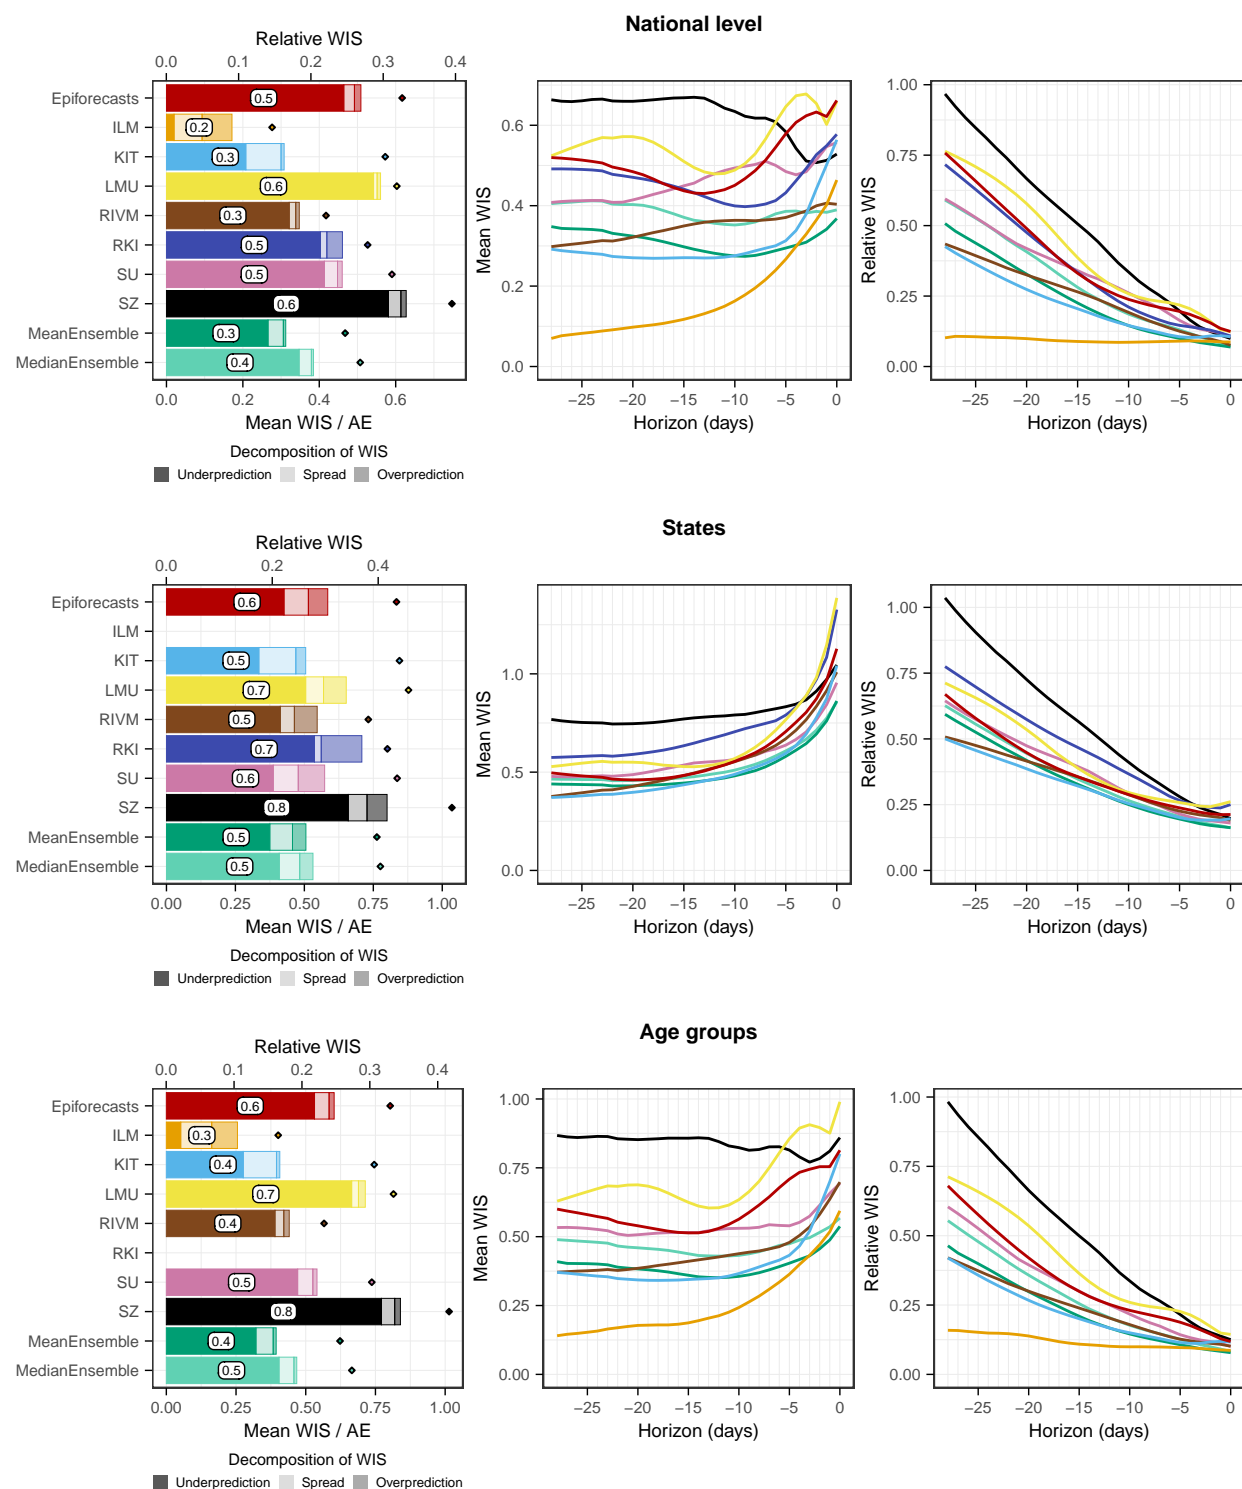 National level
Relative WIS
0.0 0.1 0.2 0.3 0.4
Epiforecasts 0.5
ILM 0.2
KIT 0.3
LMU 0.6
RIVM 0.3
RKI 0.5
SU 0.5
SZ 0.6
MeanEnsemble 0.3
MedianEnsemble 0.4
0.0 0.2 0.4 0.6
Mean WIS / AE
Decomposition of WIS
Underprediction Spread Overprediction
Mean WIS
0.6
0.4
0.2
0.0
−25 −20 −15 −10 −5 0
Horizon (days)
Relative WIS
1.00
0.75
0.50
0.25
0.00
−25 −20 −15 −10 −5 0
Horizon (days)
States
Relative WIS
0.0 0.2 0.4
Epiforecasts 0.6
ILM
KIT 0.5
LMU 0.7
RIVM 0.5
RKI 0.7
SU 0.6
SZ 0.8
MeanEnsemble 0.5
MedianEnsemble 0.5
0.00 0.25 0.50 0.75 1.00
Mean WIS / AE
Decomposition of WIS
Underprediction Spread Overprediction
Mean WIS
1.0
0.5
0.0
−25 −20 −15 −10 −5 0
Horizon (days)
Relative WIS
1.00
0.75
0.50
0.25
0.00
−25 −20 −15 −10 −5 0
Horizon (days)
Age groups
Relative WIS
0.0 0.1 0.2 0.3 0.4
Epiforecasts 0.6
ILM 0.3
KIT 0.4
LMU 0.7
RIVM 0.4
RKI
SU 0.5
SZ 0.8
MeanEnsemble 0.4
MedianEnsemble 0.5
0.00 0.25 0.50 0.75 1.00
Mean WIS / AE
Decomposition of WIS
Underprediction Spread Overprediction
Mean WIS
1.00
0.75
0.50
0.25
0.00
−25 −20 −15 −10 −5 0
Horizon (days)
Relative WIS
1.00
0.75
0.50
0.25
0.00
−25 −20 −15 −10 −5 0
Horizon (days)